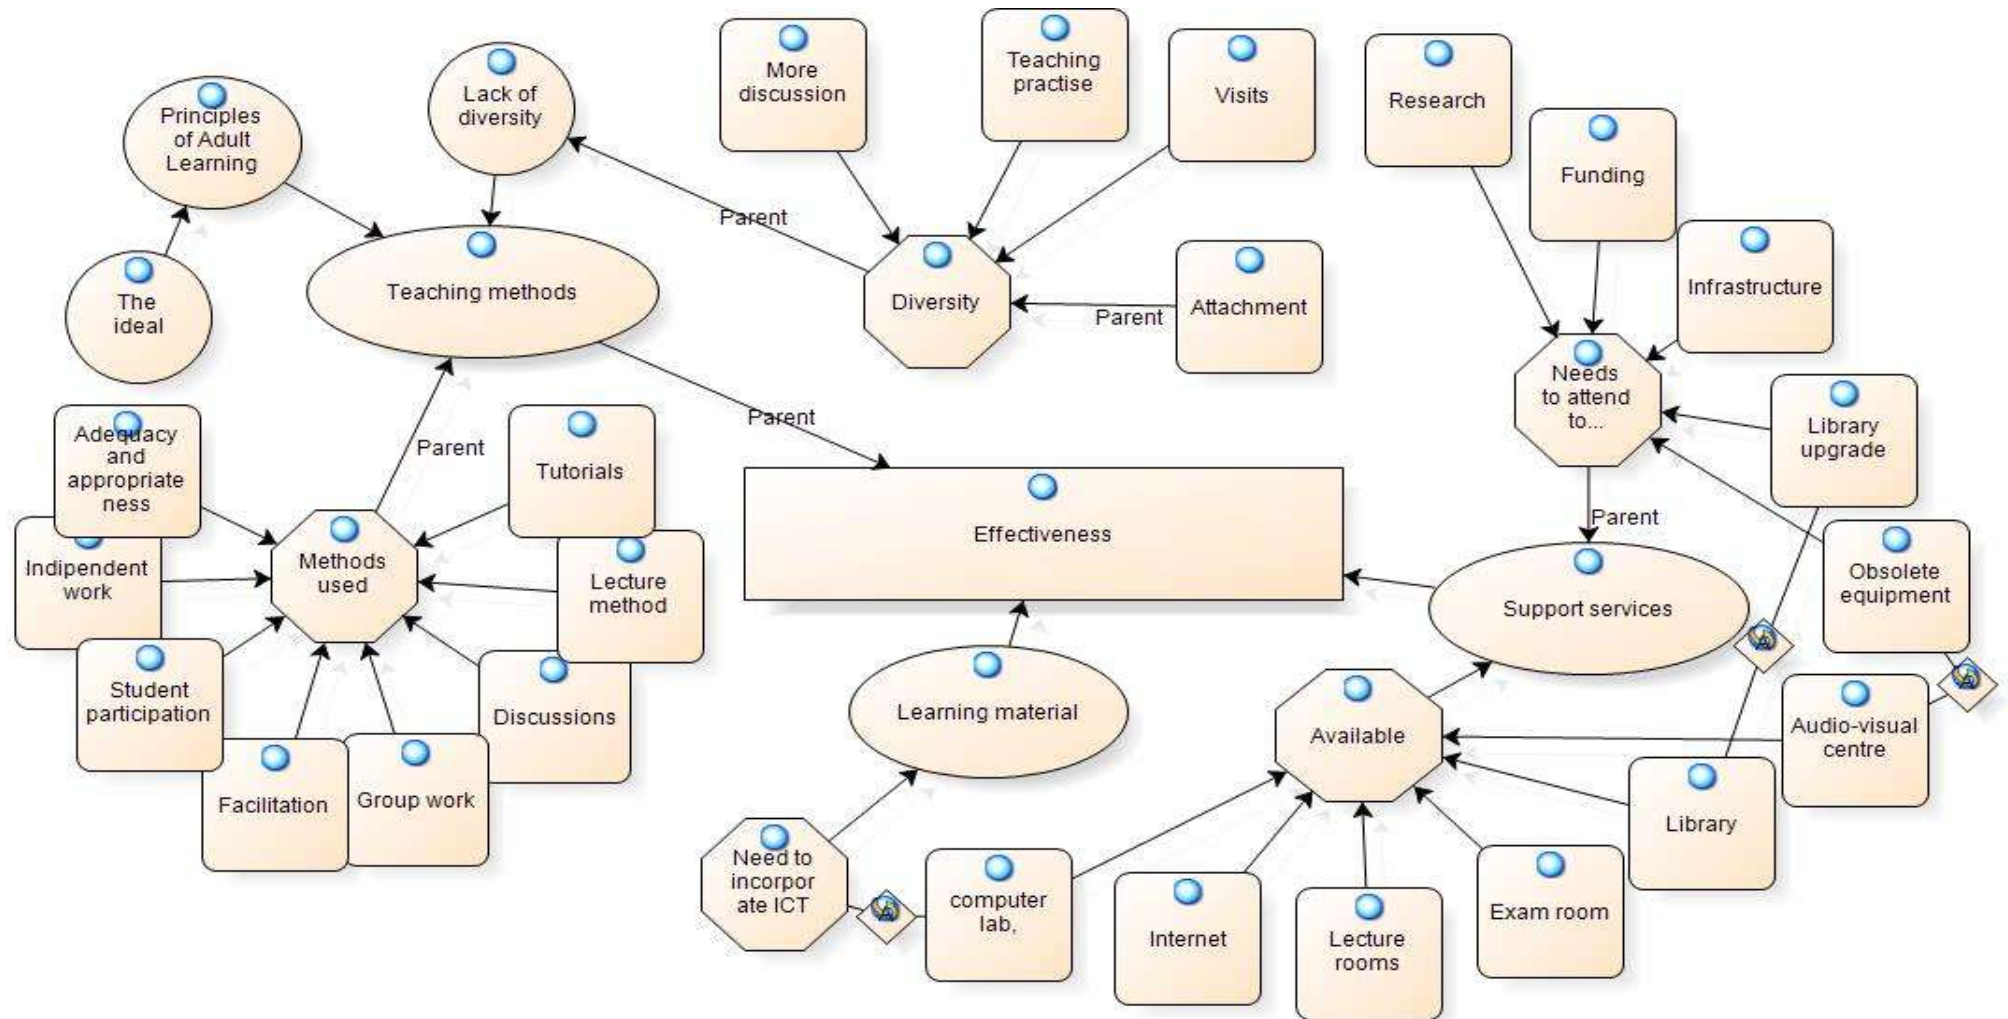 Principles
of Adult
Learning
Lack of
diversity
More
discussion
Teaching
practise
Visits
Research
Funding
Infrastructure
The
ideal
Teaching methods
Parent
Diversity
Parent
Attachment
Needs
to attend
to...
Library
upgrade
Adequacy
and
appropriate
ness
Parent
Tutorials
Parent
Indipendent
work
Methods
used
Lecture
method
Effectiveness
Parent
Obsolete
equipment
Support services
Student
participation
Discussions
Facilitation
Group work
Learning material
Available
Audio-visual
centre
Library
Need to
incorpor
ate ICT
computer
lab,
Internet
Lecture
rooms
Exam room